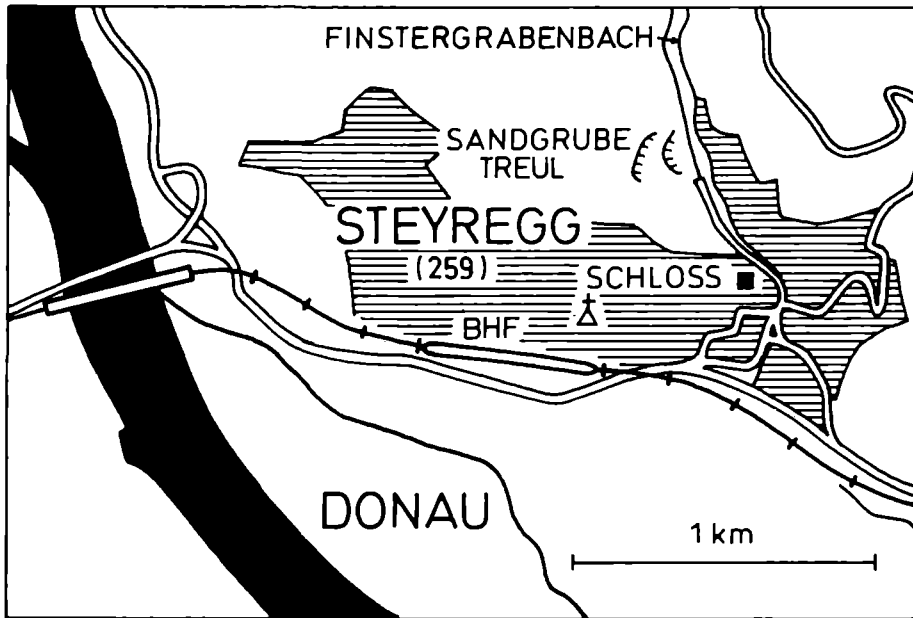 FINSTERGRABENBACH
SANDGRUBE
TREUL
STEYREGG
(259)
SCHLOSS
BHF
DONAU
1 km